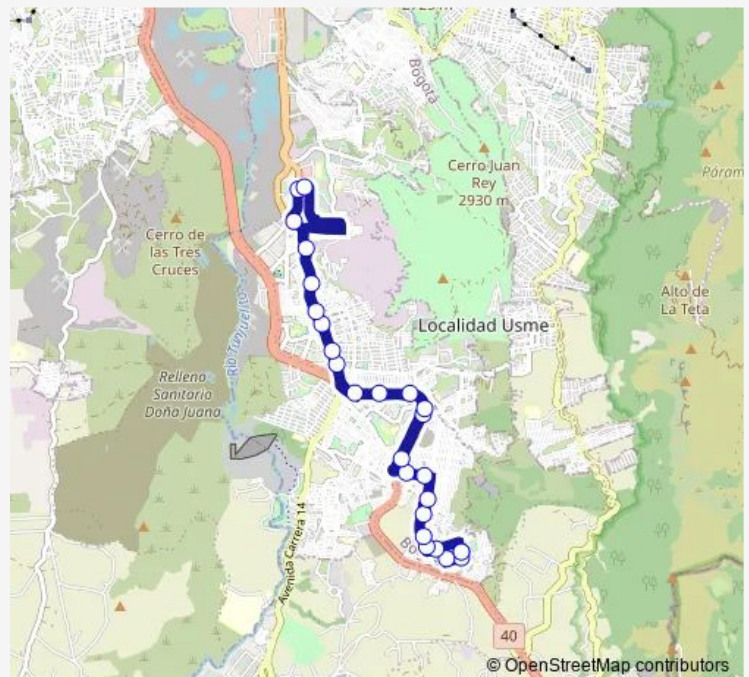 Bogotá
Cerro Juan
Rey
2930 m
Páram
Cerro de
las Tres
Cruces
Alto de
La Teta
Río Tunjuelito
Localidad Usme
Relleno
Sanitario
Doña Juana
Avenida Carrera 14
40
© OpenStreetMap contributors